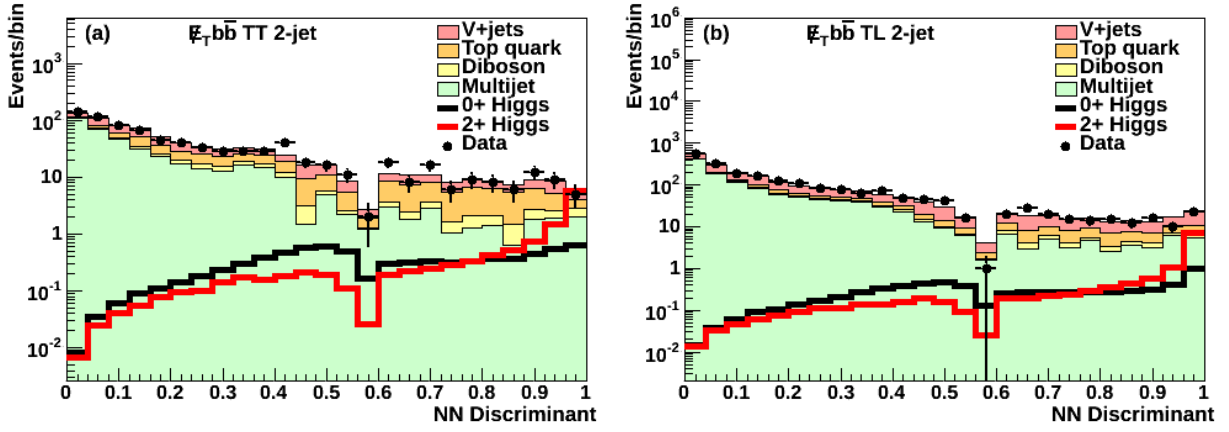 (a)
E̸_T bb̄ TT 2-jet
V+jets
Top quark
Diboson
Multijet
0+ Higgs
2+ Higgs
Data
Events/bin
10³
10²
10
1
10⁻¹
10⁻²
0 0.1 0.2 0.3 0.4 0.5 0.6 0.7 0.8 0.9 1
NN Discriminant
(b)
E̸_T bb̄ TL 2-jet
V+jets
Top quark
Diboson
Multijet
0+ Higgs
2+ Higgs
Data
Events/bin
10⁶
10⁵
10⁴
10³
10²
10
1
10⁻¹
10⁻²
0 0.1 0.2 0.3 0.4 0.5 0.6 0.7 0.8 0.9 1
NN Discriminant